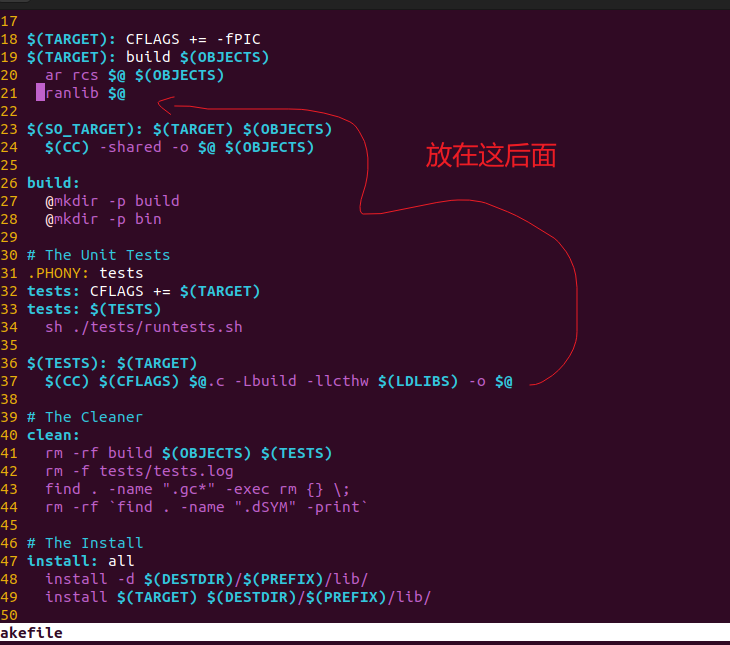 17
18 $(TARGET): CFLAGS += -fPIC
19 $(TARGET): build $(OBJECTS)
20   ar rcs $@ $(OBJECTS)
21   ranlib $@
22
23 $(SO_TARGET): $(TARGET) $(OBJECTS)
24   $(CC) -shared -o $@ $(OBJECTS)
放在这后面
25
26 build:
27   @mkdir -p build
28   @mkdir -p bin
29
30 # The Unit Tests
31 .PHONY: tests
32 tests: CFLAGS += $(TARGET)
33 tests: $(TESTS)
34   sh ./tests/runtests.sh
35
36 $(TESTS): $(TARGET)
37   $(CC) $(CFLAGS) $@.c -Lbuild -llcthw $(LDLIBS) -o $@
38
39 # The Cleaner
40 clean:
41   rm -rf build $(OBJECTS) $(TESTS)
42   rm -f tests/tests.log
43   find . -name ".gc*" -exec rm {} \;
44   rm -rf `find . -name ".dSYM" -print`
45
46 # The Install
47 install: all
48   install -d $(DESTDIR)/$(PREFIX)/lib/
49   install $(TARGET) $(DESTDIR)/$(PREFIX)/lib/
50
akefile